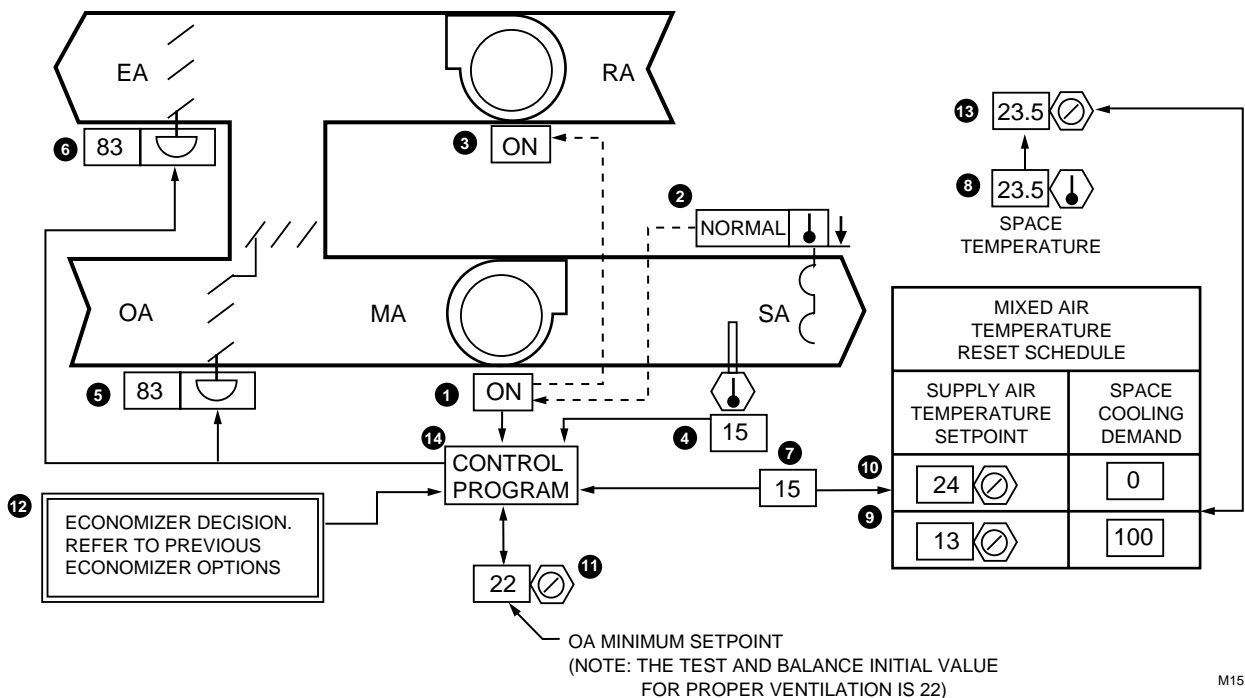 EA
RA
6
83
3
ON
13
23.5
8
23.5
SPACE
TEMPERATURE
2
NORMAL
OA
MA
SA
5
83
1
ON
4
15
14
CONTROL
PROGRAM
7
15
MIXED AIR
TEMPERATURE
RESET SCHEDULE
SUPPLY AIR
TEMPERATURE
SETPOINT
SPACE
COOLING
DEMAND
10
24
0
9
13
100
12
ECONOMIZER DECISION.
REFER TO PREVIOUS
ECONOMIZER OPTIONS
22
11
OA MINIMUM SETPOINT
(NOTE: THE TEST AND BALANCE INITIAL VALUE
FOR PROPER VENTILATION IS 22)
M15